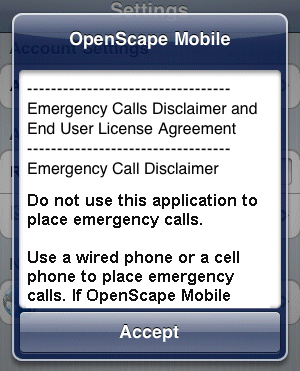 Settings
OpenScape Mobile
-----------------------------------
Emergency Calls Disclaimer and
End User License Agreement
-----------------------------------
Emergency Call Disclaimer
Do not use this application to
place emergency calls.
Use a wired phone or a cell
phone to place emergency
calls. If OpenScape Mobile
Accept